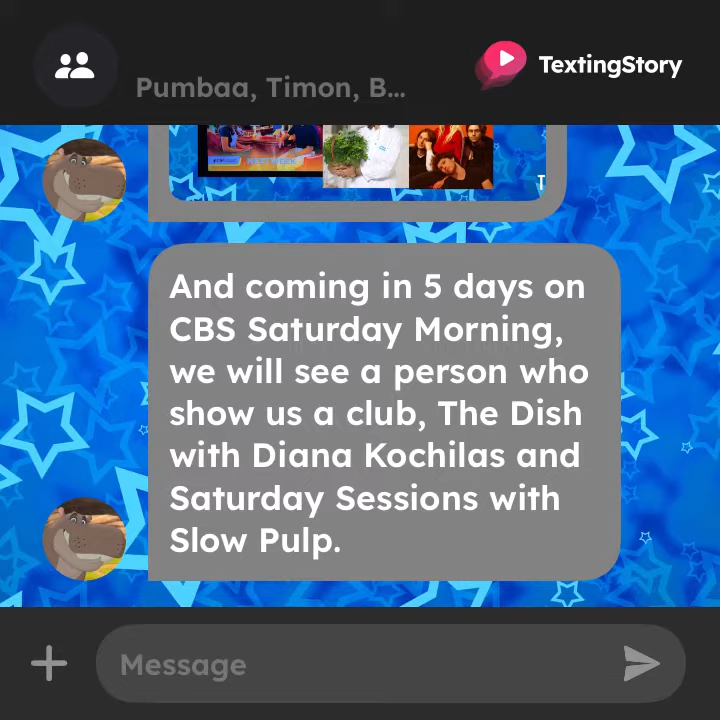 Pumbaa, Timon, B...
TextingStory
T
And coming in 5 days on
CBS Saturday Morning,
we will see a person who
show us a club, The Dish
with Diana Kochilas and
Saturday Sessions with
Slow Pulp.
Message